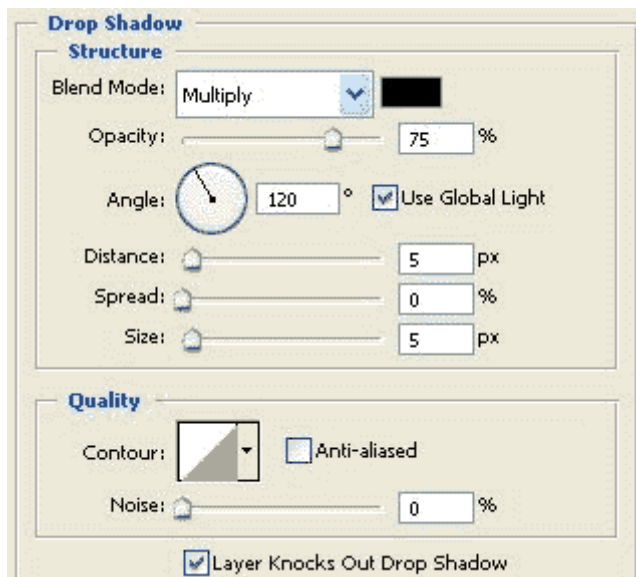 Drop Shadow
Structure
Blend Mode: Multiply
Opacity: 75 %
Angle: 120 ° Use Global Light
Distance: 5 px
Spread: 0 %
Size: 5 px
Quality
Contour: Anti-aliased
Noise: 0 %
Layer Knocks Out Drop Shadow